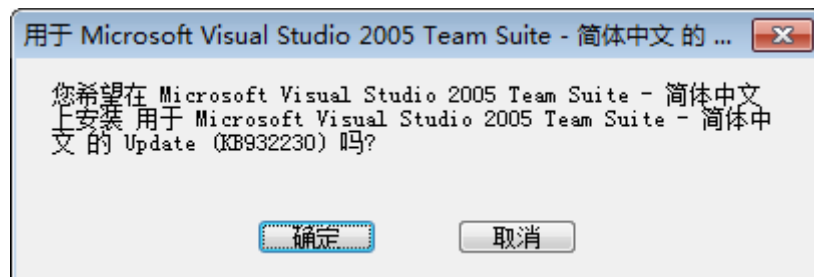 用于 Microsoft Visual Studio 2005 Team Suite - 简体中文 的 ...
您希望在 Microsoft Visual Studio 2005 Team Suite - 简体中文
上安装 用于 Microsoft Visual Studio 2005 Team Suite - 简体中
文 的 Update (KB932230) 吗?
确定 取消